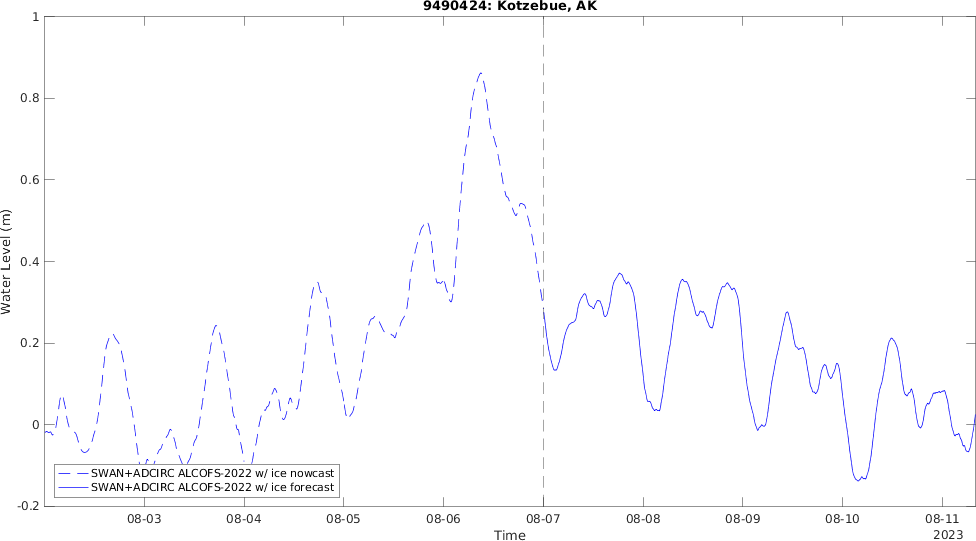 9490424: Kotzebue, AK
1
0.8
0.6
0.4
0.2
0
-0.2
Water Level (m)
SWAN+ADCIRC ALCOFS-2022 w/ ice nowcast
SWAN+ADCIRC ALCOFS-2022 w/ ice forecast
08-03 08-04 08-05 08-06 08-07 08-08 08-09 08-10 08-11
Time
2023